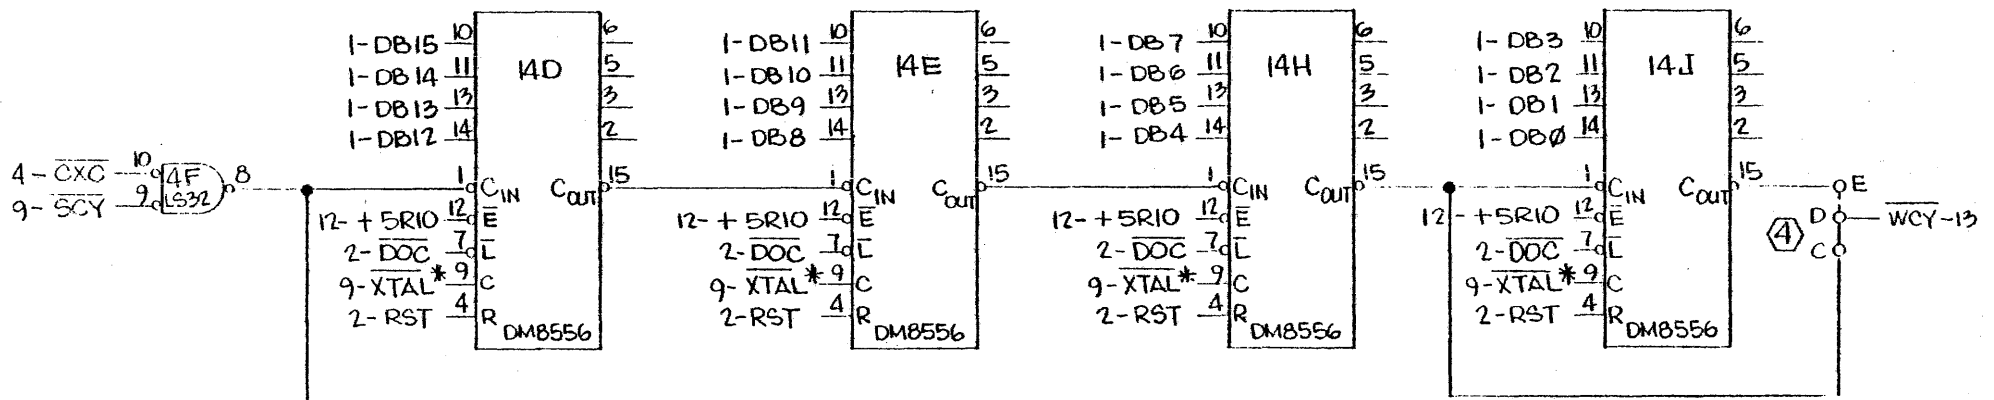 1-DB15 10 6
1-DB14 11 14D 5
1-DB13 13 3
1-DB12 14 2
4-CXC 10 4F 8
9-SCY 9 LS32
1 CIN COUT 15
12-+5R10 12 E
2-DOC 7 L
9-XTAL* 9 C
2-RST 4 R
DM8556
1-DB11 10 6
1-DB10 11 14E 5
1-DB9 13 3
1-DB8 14 2
1 CIN COUT 15
12-+5R10 12 E
2-DOC 7 L
9-XTAL* 9 C
2-RST 4 R
DM8556
1-DB7 10 6
1-DB6 11 14H 5
1-DB5 13 3
1-DB4 14 2
1 CIN COUT 15
12-+5R10 12 E
2-DOC 7 L
9-XTAL* 9 C
2-RST 4 R
DM8556
1-DB3 10 6
1-DB2 11 14J 5
1-DB1 13 3
1-DBØ 14 2
1 CIN COUT 15
12-+5R10 12 E
2-DOC 7 L
9-XTAL* 9 C
2-RST 4 R
DM8556
E
D WCY-13
4 C